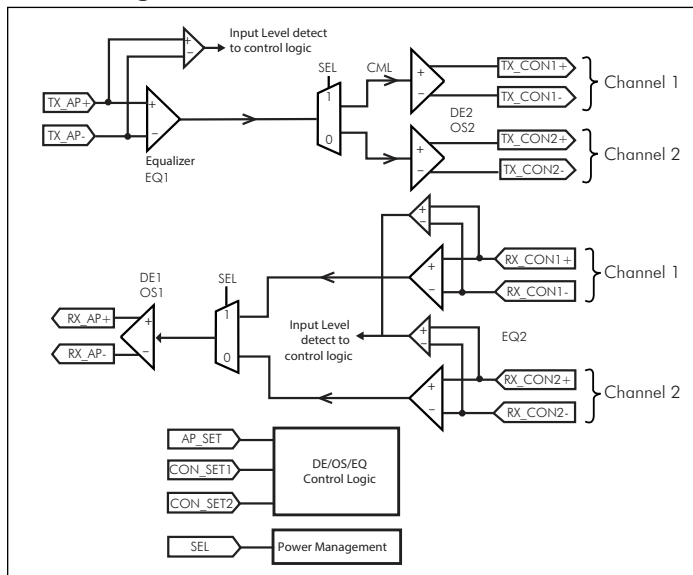 Input Level detect
to control logic
SEL
CML
TX_AP+
TX_AP-
+
−
+
−
Equalizer
EQ1
1
0
+
−
DE2
OS2
+
−
TX_CON1+
TX_CON1-
Channel 1
TX_CON2+
TX_CON2-
Channel 2
DE1
OS1
SEL
RX_AP+
RX_AP-
+
−
1
0
Input Level
detect to
control logic
+
−
+
−
RX_CON1+
RX_CON1-
Channel 1
+
−
EQ2
+
−
RX_CON2+
RX_CON2-
Channel 2
AP_SET
CON_SET1
CON_SET2
DE/OS/EQ
Control Logic
SEL
Power Management